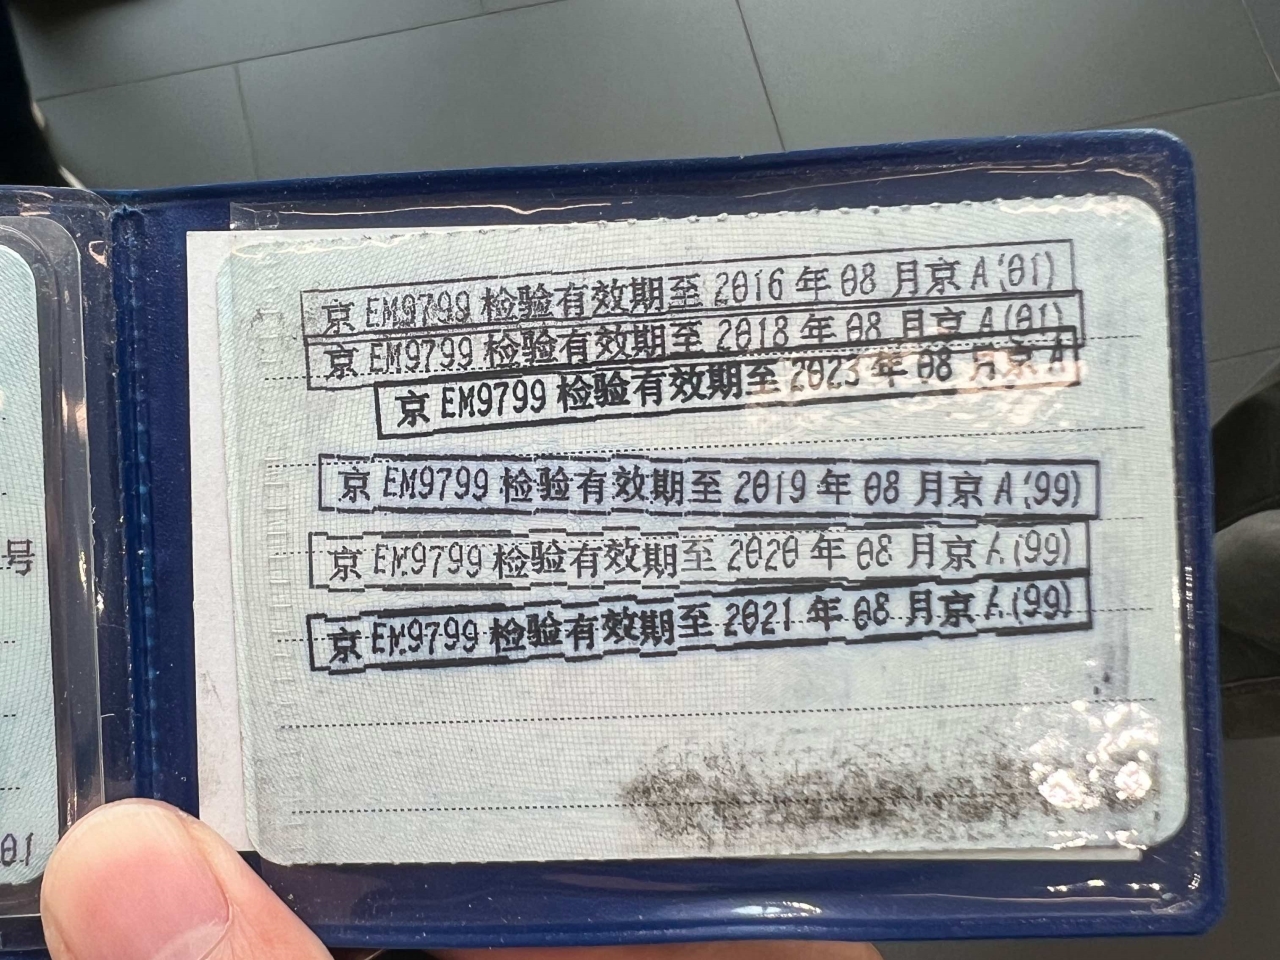 京 EM9799 检验有效期至 2016 年 08 月京 A(01)
京 EM9799 检验有效期至 2018 年 08 月京 A(01)
京 EM9799 检验有效期至 2023 年 08 月京 A
京 EM9799 检验有效期至 2019 年 08 月京 A(99)
京 EM9799 检验有效期至 2020 年 08 月京 A(99)
京 EM9799 检验有效期至 2021 年 08 月京 A(99)
号
01